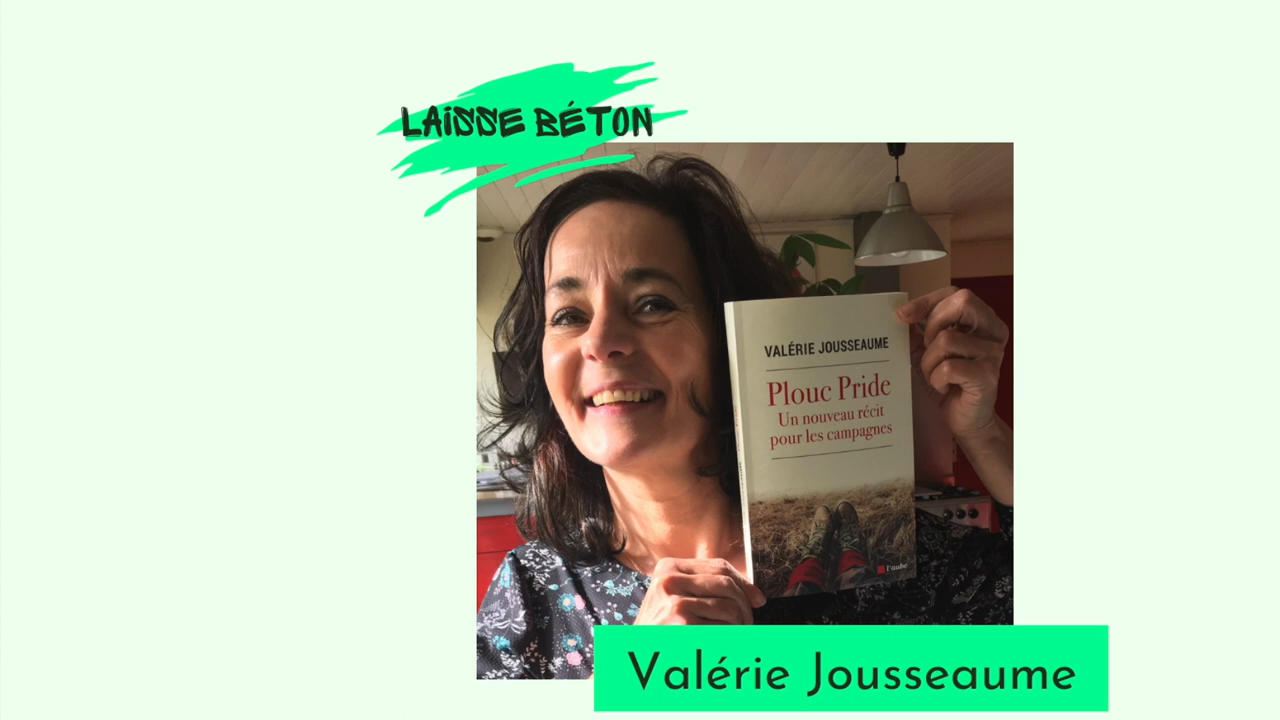 LAISSE BÉTON
VALÉRIE JOUSSEAUME
Plouc Pride
Un nouveau récit
pour les campagnes
l'aube
Valérie Jousseaume